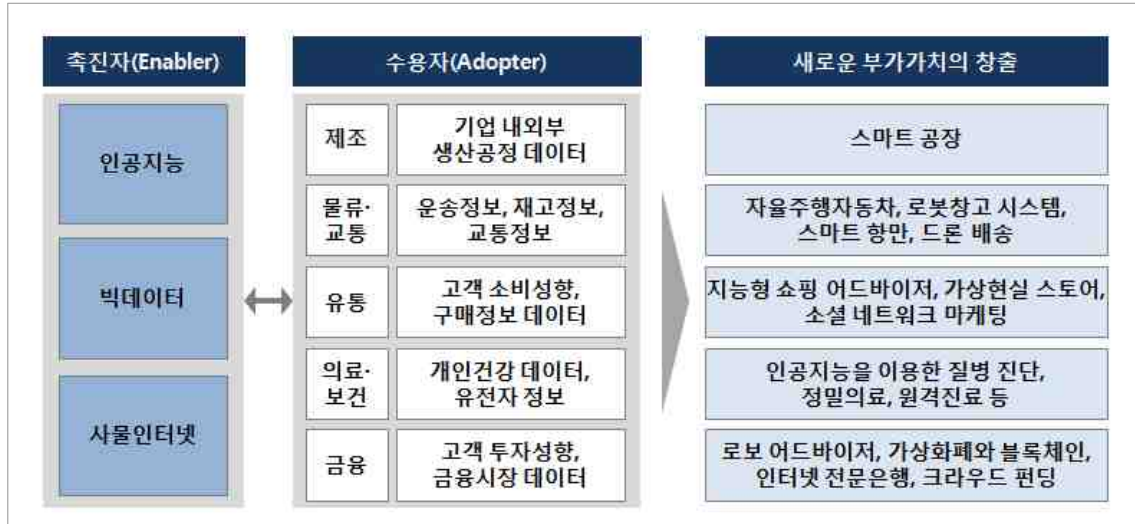 촉진자(Enabler)
인공지능
빅데이터
사물인터넷
수용자(Adopter)
제조
기업 내외부
생산공정 데이터
물류·
교통
운송정보, 재고정보,
교통정보
유통
고객 소비성향,
구매정보 데이터
의료·
보건
개인건강 데이터,
유전자 정보
금융
고객 투자성향,
금융시장 데이터
새로운 부가가치의 창출
스마트 공장
자율주행자동차, 로봇창고 시스템,
스마트 항만, 드론 배송
지능형 쇼핑 어드바이저, 가상현실 스토어,
소셜 네트워크 마케팅
인공지능을 이용한 질병 진단,
정밀의료, 원격진료 등
로보 어드바이저, 가상화폐와 블록체인,
인터넷 전문은행, 크라우드 펀딩